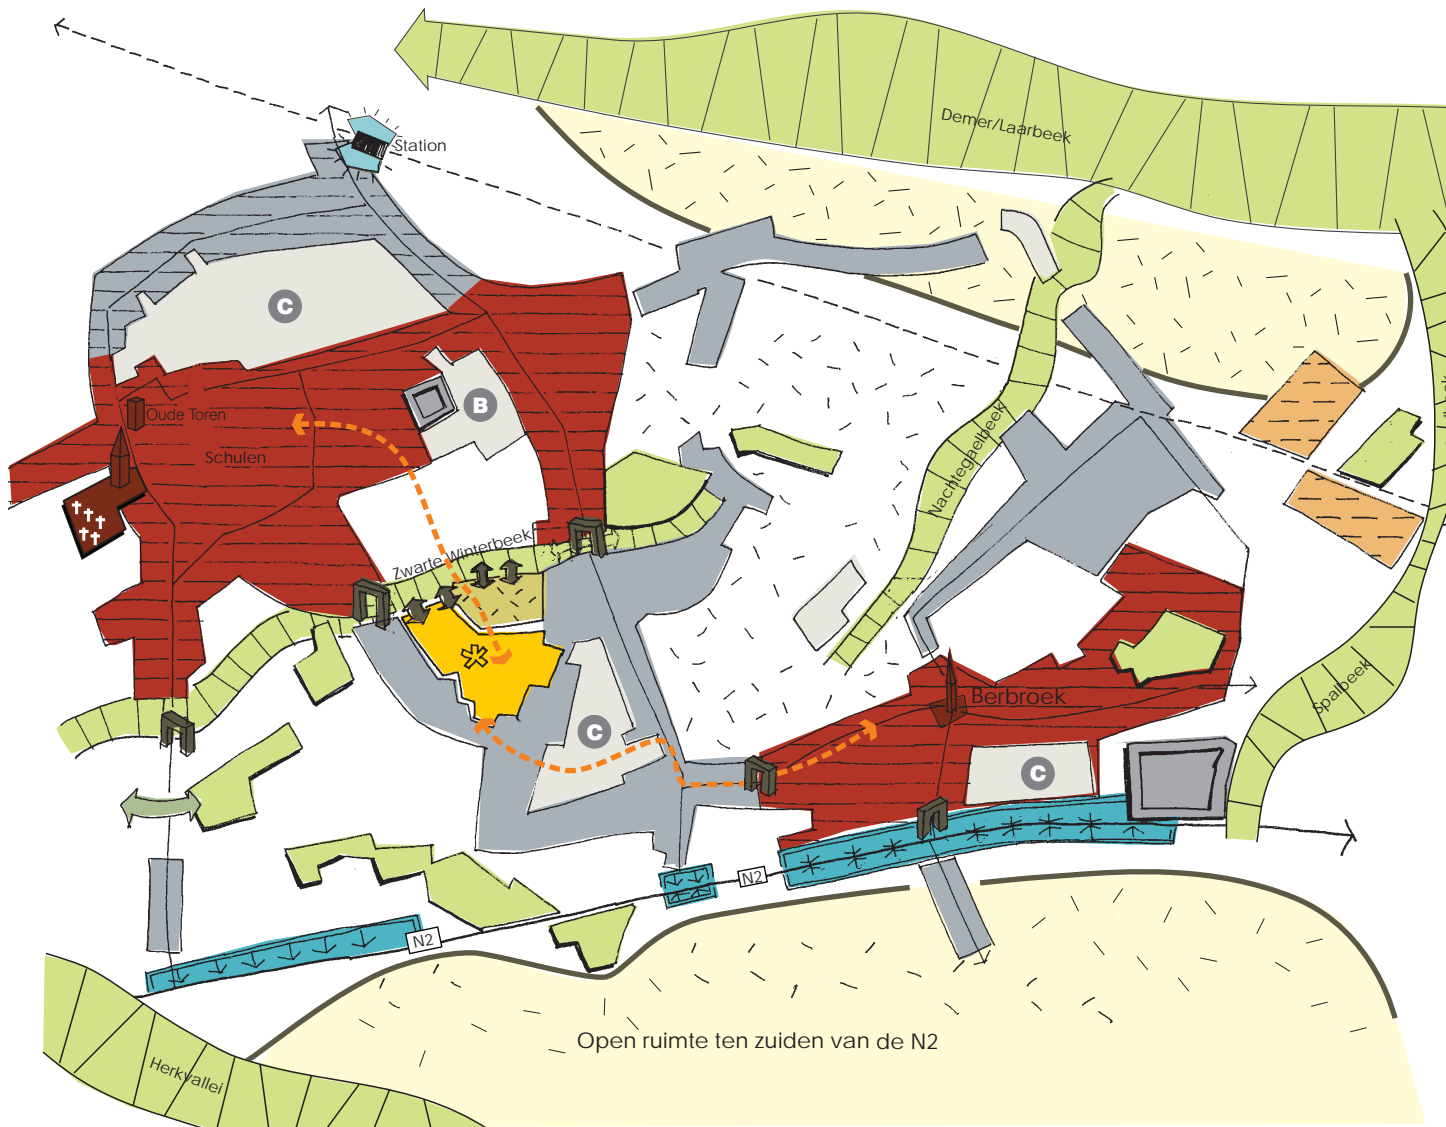 Demer/Laarbeek
Station
C
B
Oude Toren
Schulen
Nachtegaelbeek
Zwarte Winterbeek
Spalbeek
Berbroek
C
C
N2
N2
Open ruimte ten zuiden van de N2
Herkvallei